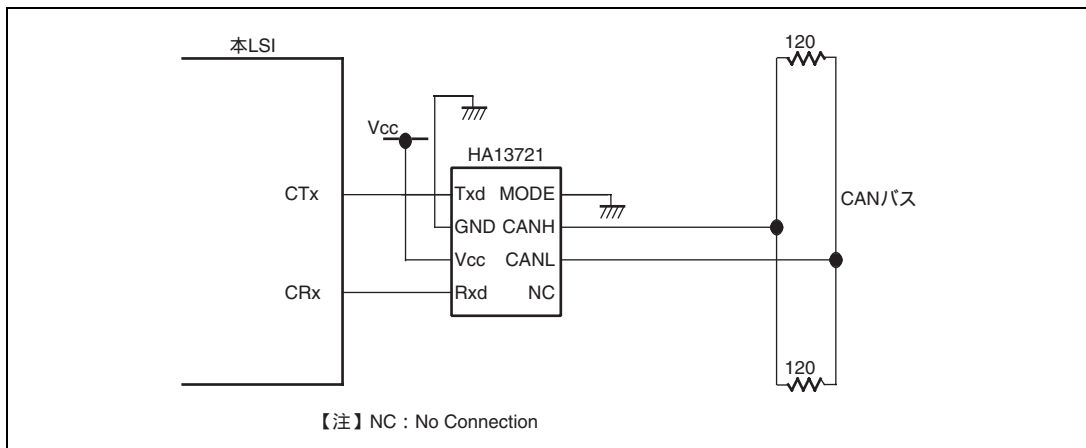 本LSI
120
Vcc
HA13721
CTx
Txd MODE
CANバス
GND CANH
Vcc CANL
CRx
Rxd NC
120
【注】NC : No Connection